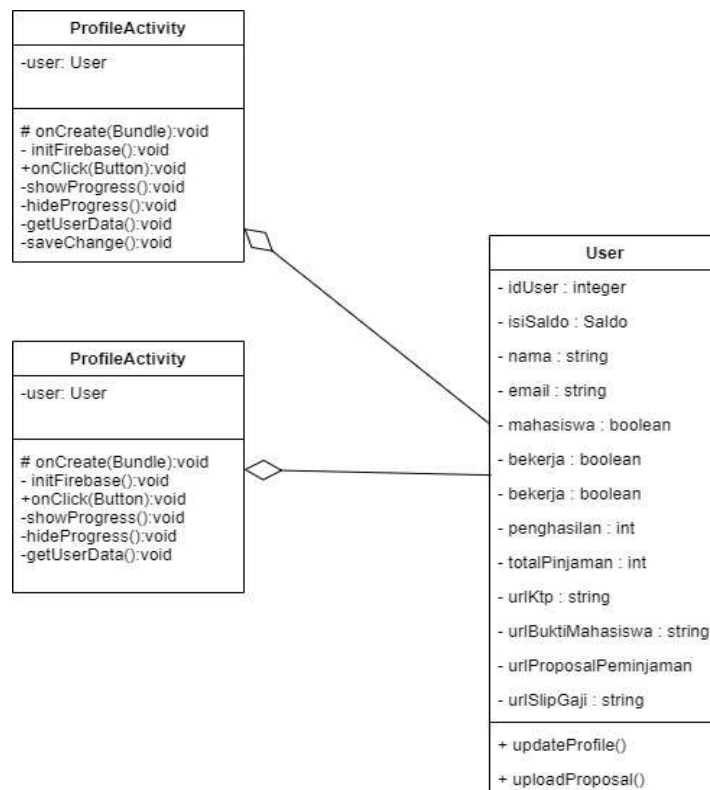 ProfileActivity
-user: User
# onCreate(Bundle):void
- initFirebase():void
+onClick(Button):void
-showProgress():void
-hideProgress():void
-getUserData():void
-saveChange():void
ProfileActivity
-user: User
# onCreate(Bundle):void
- initFirebase():void
+onClick(Button):void
-showProgress():void
-hideProgress():void
-getUserData():void
User
- idUser : integer
- isiSaldo : Saldo
- nama : string
- email : string
- mahasiswa : boolean
- bekerja : boolean
- bekerja : boolean
- penghasilan : int
- totalPinjaman : int
- urlKtp : string
- urlBuktiMahasiswa : string
- urlProposalPeminjaman
- urlSlipGaji : string
+ updateProfile()
+ uploadProposal()